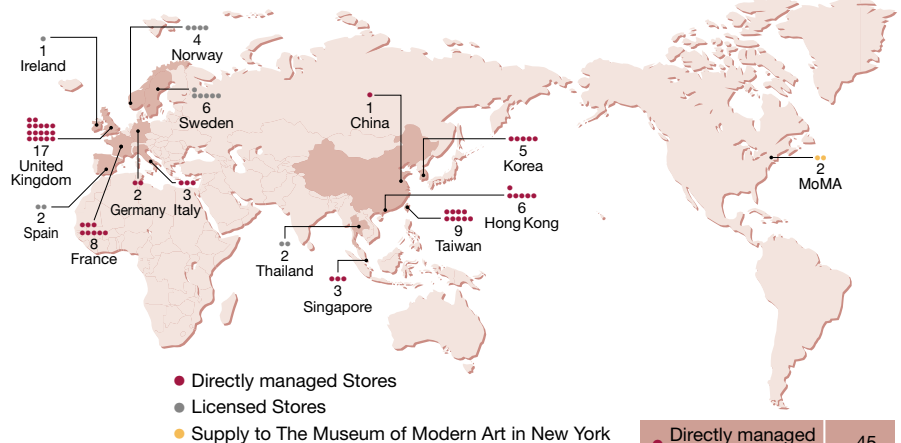 1
Ireland
4
Norway
6
Sweden
1
China
17
United
Kingdom
5
Korea
2
MoMA
2
Germany
3
Italy
2
Spain
8
France
6
Hong Kong
9
Taiwan
2
Thailand
3
Singapore
Directly managed Stores
Licensed Stores
Supply to The Museum of Modern Art in New York
Directly managed
45